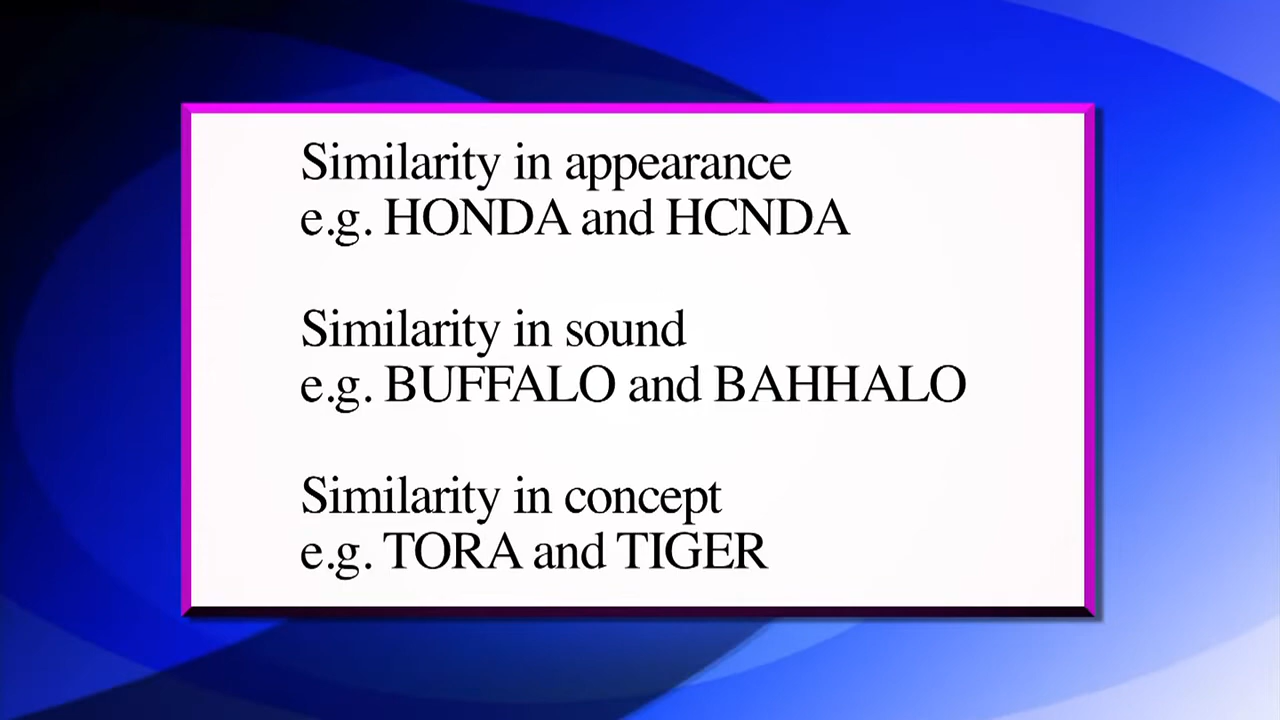 Similarity in appearance
e.g. HONDA and HCNDA
Similarity in sound
e.g. BUFFALO and BAHHALO
Similarity in concept
e.g. TORA and TIGER